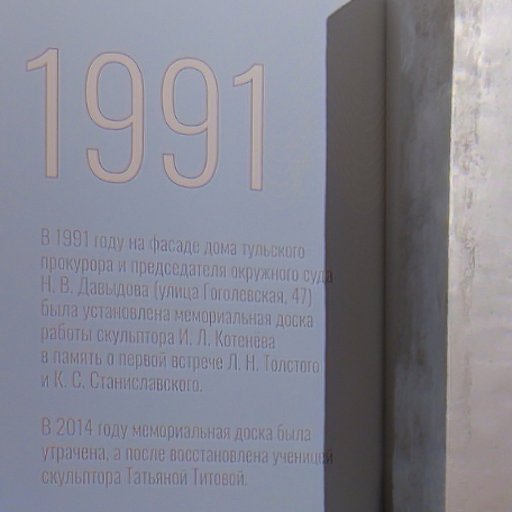 1991
В 1991 году на фасаде дома тульского
прокурора и председателя окружного суда
Н. В. Давыдова (улица Гоголевская, 47)
была установлена мемориальная доска
работы скульптора И. Л. Котенёва
в память о первой встрече Л. Н. Толстого
и К. С. Станиславского.
В 2014 году мемориальная доска была
утрачена, а после восстановлена ученицей
скульптора Татьяной Титовой.